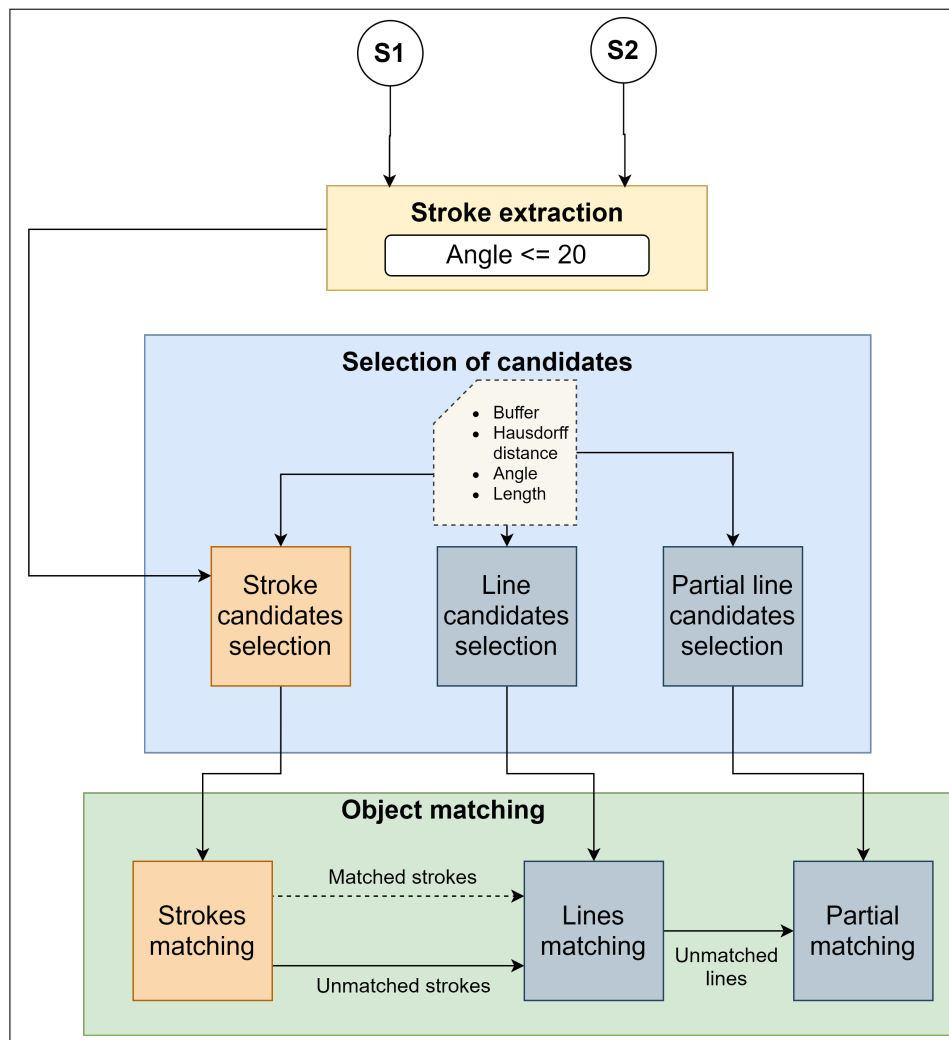 S1
S2
Stroke extraction
Angle <= 20
Selection of candidates
• Buffer
• Hausdorff
distance
• Angle
• Length
Stroke
candidates
selection
Line
candidates
selection
Partial line
candidates
selection
Object matching
Strokes
matching
Matched strokes
Unmatched strokes
Lines
matching
Unmatched
lines
Partial
matching